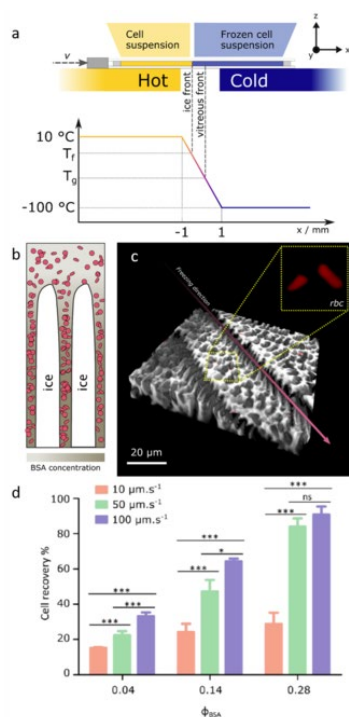 a
z
y
x
v
Cell
suspension
Frozen cell
suspension
Hot
Cold
ice front
vitreous front
10 °C
Tf
Tg
-100 °C
-1
1
x / mm
b
ice
ice
BSA concentration
c
Freezing direction
rbc
20 µm
d
10 µm.s⁻¹
50 µm.s⁻¹
100 µm.s⁻¹
Cell recovery %
100
80
60
40
20
0
***
***
***
***
*
***
***
ns
***
0.04
0.14
0.28
ϕBSA